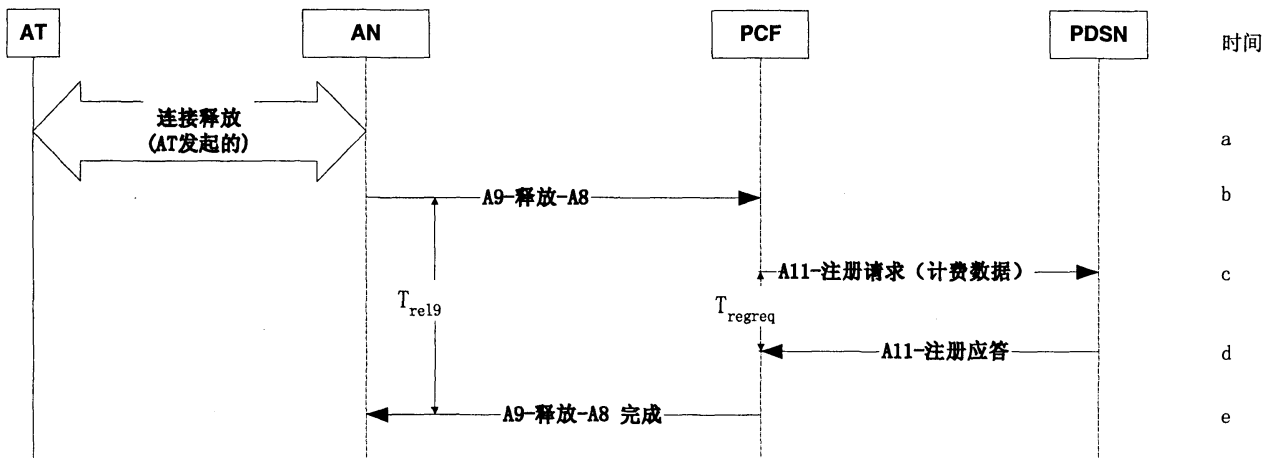 AT
AN
PCF
PDSN
时间
连接释放
(AT发起的)
a
A9-释放-A8
b
A11-注册请求（计费数据）
c
Trel9
Tregreq
A11-注册应答
d
A9-释放-A8 完成
e